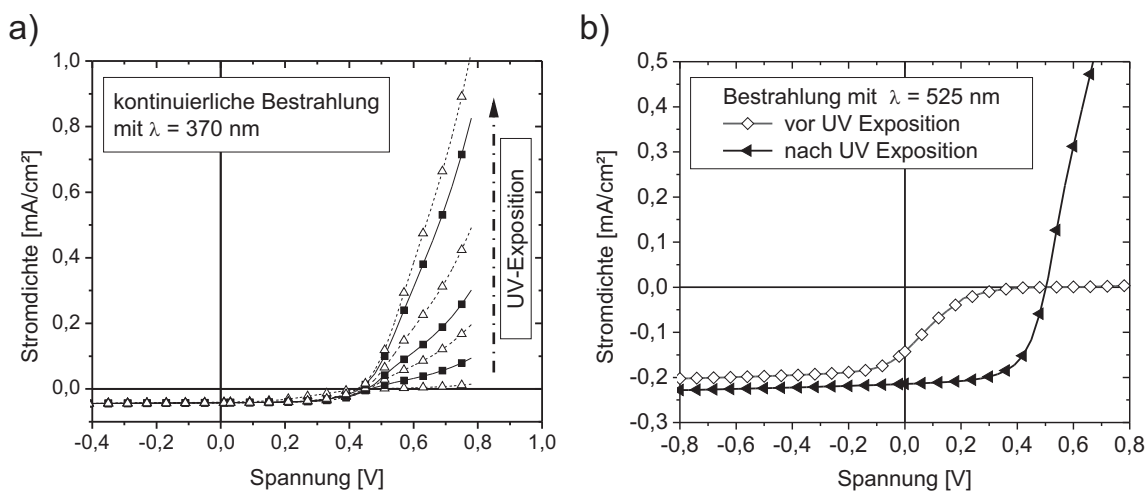 a)
1,0
0,8
0,6
0,4
0,2
0,0
Stromdichte [mA/cm²]
kontinuierliche Bestrahlung
mit λ = 370 nm
UV-Exposition
-0,4 -0,2 0,0 0,2 0,4 0,6 0,8 1,0
Spannung [V]
b)
0,5
0,4
0,3
0,2
0,1
0,0
-0,1
-0,2
-0,3
Stromdichte [mA/cm²]
Bestrahlung mit λ = 525 nm
vor UV Exposition
nach UV Exposition
-0,8 -0,6 -0,4 -0,2 0,0 0,2 0,4 0,6 0,8
Spannung [V]